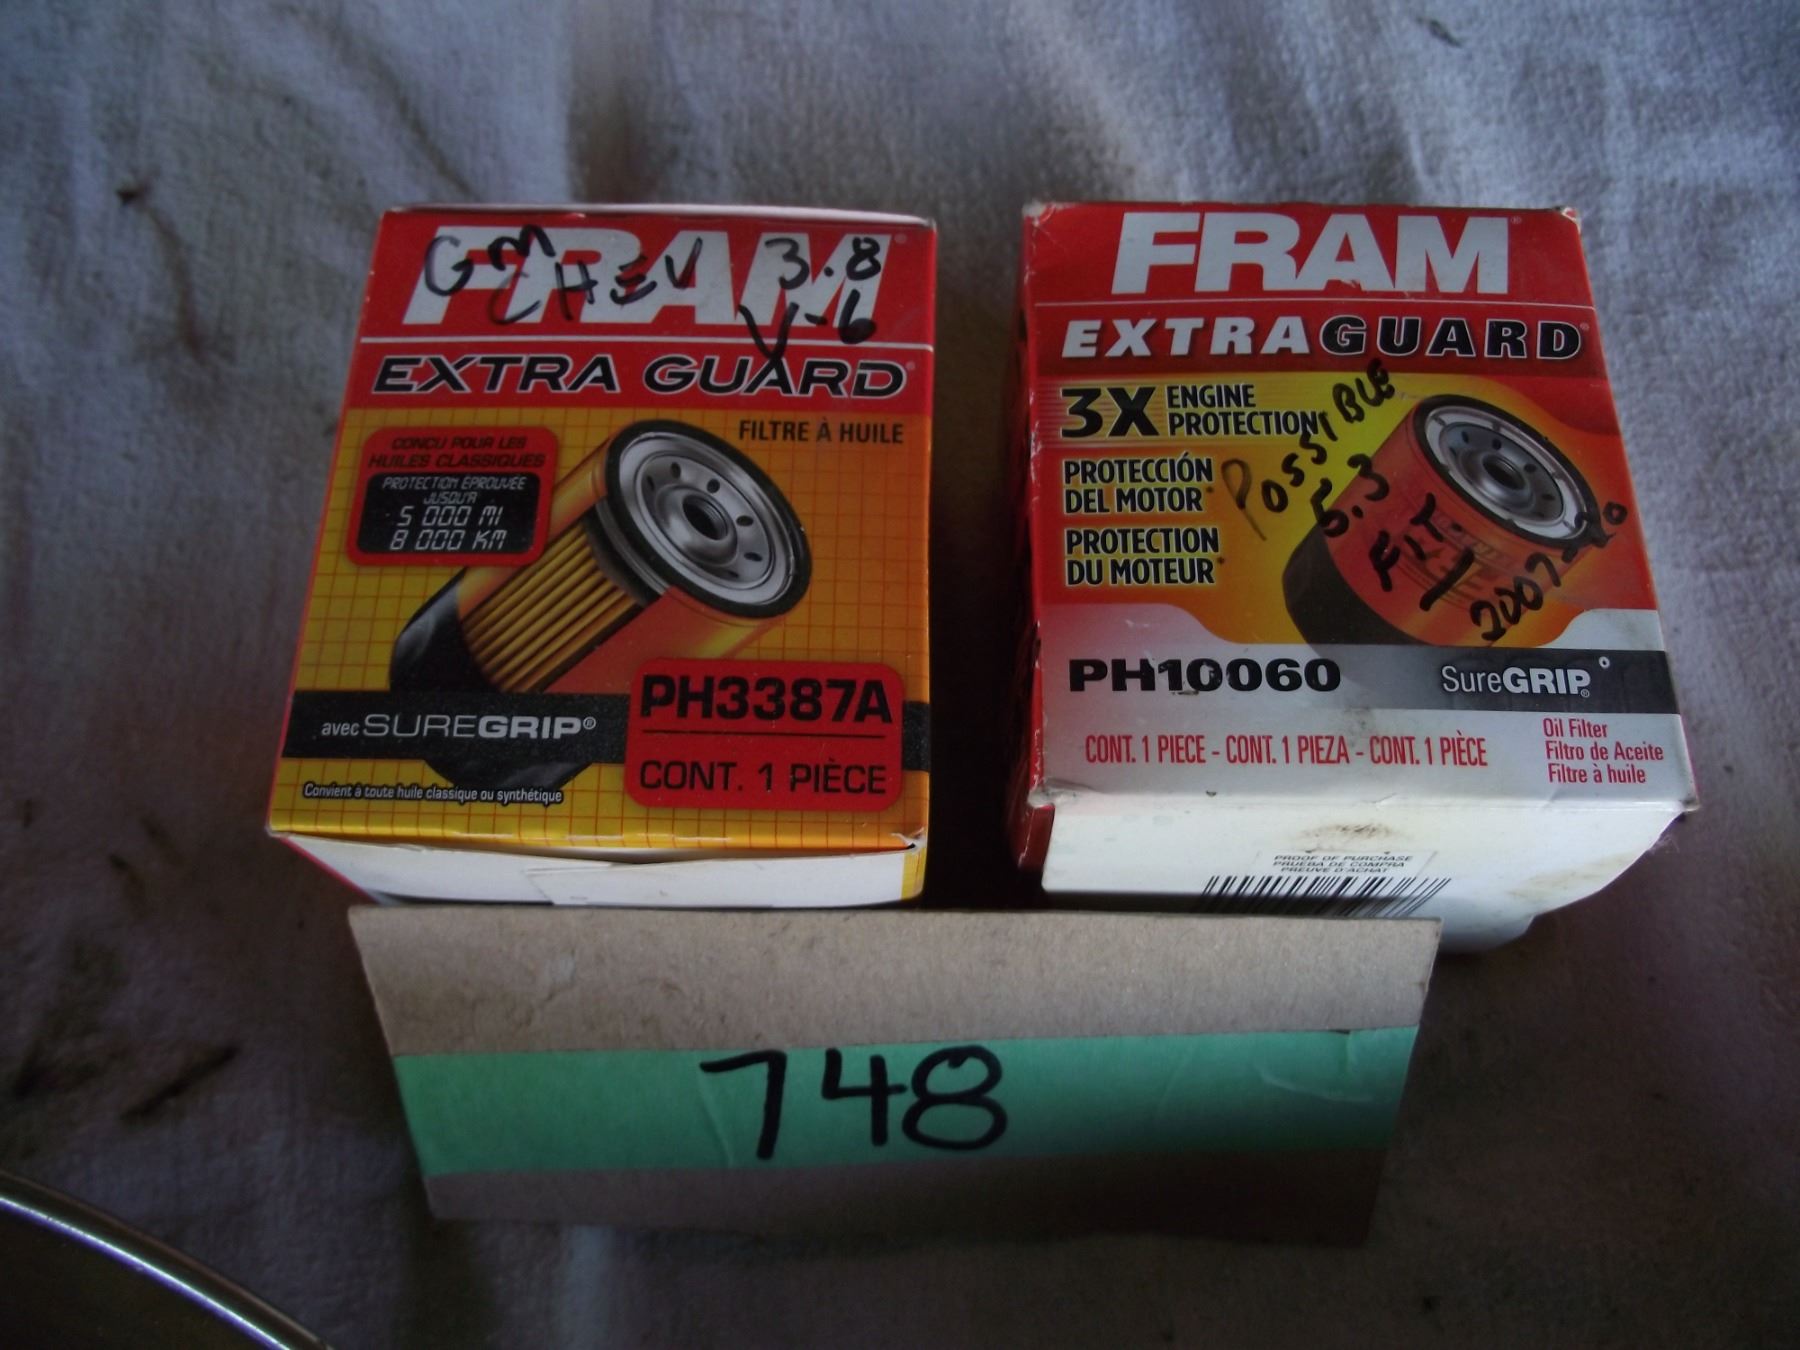 FRAM®
GM CHEV 3.8
V-6
EXTRA GUARD®
FILTRE À HUILE
CONÇU POUR LES
HUILES CLASSIQUES
PROTECTION ÉPROUVÉE
JUSQU'À
5 000 MI
8 000 KM
PH3387A
avec SUREGRIP®
CONT. 1 PIÈCE
Convient à toute huile classique ou synthétique
FRAM®
EXTRAGUARD®
3X ENGINE
PROTECTION
PROTECCIÓN
DEL MOTOR*
PROTECTION
DU MOTEUR*
POSSIBLE
5.3
FIT
2007-20
PH10060
SureGRIP®
CONT. 1 PIECE - CONT. 1 PIEZA - CONT. 1 PIÈCE
Oil Filter
Filtro de Aceite
Filtre à huile
PROOF OF PURCHASE
PRUEBA DE COMPRA
PREUVE D'ACHAT
748